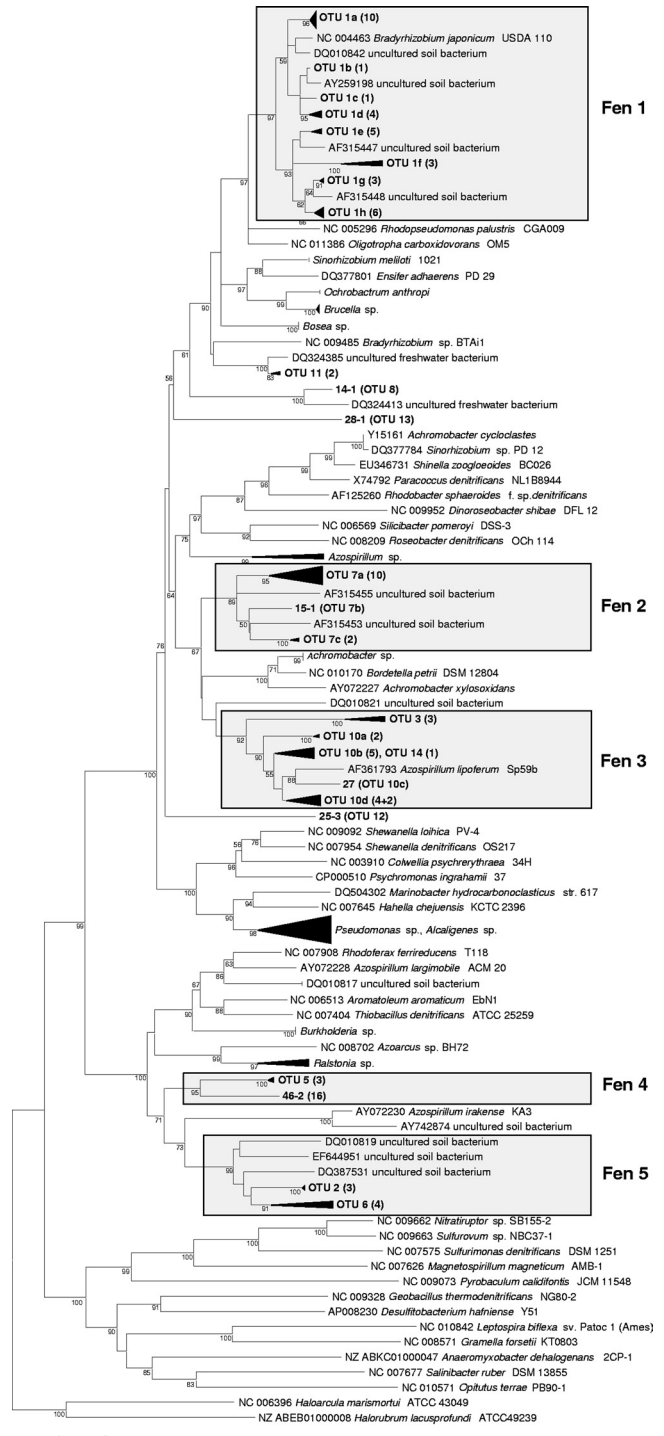 OTU 1a (10)
96
NC 004463 Bradyrhizobium japonicum USDA 110
DQ010842 uncultured soil bacterium
59
OTU 1b (1)
AY259198 uncultured soil bacterium
OTU 1c (1)
Fen 1
OTU 1d (4)
95
97
OTU 1e (5)
AF315447 uncultured soil bacterium
OTU 1f (3)
100
93
OTU 1g (3)
91
64
AF315448 uncultured soil bacterium
62
OTU 1h (6)
66
97
NC 005296 Rhodopseudomonas palustris CGA009
NC 011386 Oligotropha carboxidovorans OM5
Sinorhizobium meliloti 1021
88
DQ377801 Ensifer adhaerens PD 29
97
Ochrobactrum anthropi
99
Brucella sp.
100
90
Bosea sp.
100
NC 009485 Bradyrhizobium sp. BTAi1
DQ324385 uncultured freshwater bacterium
61
OTU 11 (2)
83
14-1 (OTU 8)
100
DQ324413 uncultured freshwater bacterium
56
28-1 (OTU 13)
Y15161 Achromobacter cycloclastes
DQ377784 Sinorhizobium sp. PD 12
99
EU346731 Shinella zoogloeoides BC026
99
X74792 Paracoccus denitrificans NL1B8944
96
AF125260 Rhodobacter sphaeroides f. sp.denitrificans
87
NC 009952 Dinoroseobacter shibae DFL 12
97
NC 006569 Silicibacter pomeroyi DSS-3
92
NC 008209 Roseobacter denitrificans OCh 114
75
Azospirillum sp.
99
64
OTU 7a (10)
95
AF315455 uncultured soil bacterium
89
15-1 (OTU 7b)
Fen 2
AF315453 uncultured soil bacterium
50
OTU 7c (2)
100
67
Achromobacter sp.
99
71
NC 010170 Bordetella petrii DSM 12804
100
AY072227 Achromobacter xylosoxidans
76
DQ010821 uncultured soil bacterium
OTU 3 (3)
100
92
OTU 10a (2)
100
90
OTU 10b (5), OTU 14 (1)
Fen 3
AF361793 Azospirillum lipoferum Sp59b
55
68
27 (OTU 10c)
OTU 10d (4+2)
100
25-3 (OTU 12)
NC 009092 Shewanella loihica PV-4
56
76
NC 007954 Shewanella denitrificans OS217
96
NC 003910 Colwellia psychrerythraea 34H
CP000510 Psychromonas ingrahamii 37
100
DQ504302 Marinobacter hydrocarbonoclasticus str. 617
94
NC 007645 Hahella chejuensis KCTC 2396
90
Pseudomonas sp., Alcaligenes sp.
98
99
NC 007908 Rhodoferax ferrireducens T118
63
AY072228 Azospirillum largimobile ACM 20
86
DQ010817 uncultured soil bacterium
67
NC 006513 Aromatoleum aromaticum EbN1
88
NC 007404 Thiobacillus denitrificans ATCC 25259
90
Burkholderia sp.
100
NC 008702 Azoarcus sp. BH72
99
Ralstonia sp.
97
OTU 5 (3)
100
95
46-2 (16)
Fen 4
71
AY072230 Azospirillum irakense KA3
100
AY742874 uncultured soil bacterium
73
DQ010819 uncultured soil bacterium
EF644951 uncultured soil bacterium
99
DQ387531 uncultured soil bacterium
Fen 5
OTU 2 (3)
100
OTU 6 (4)
91
NC 009662 Nitratiruptor sp. SB155-2
100
NC 009663 Sulfurovum sp. NBC37-1
100
NC 007575 Sulfurimonas denitrificans DSM 1251
99
NC 007626 Magnetospirillum magneticum AMB-1
NC 009073 Pyrobaculum calidifontis JCM 11548
100
NC 009328 Geobacillus thermodenitrificans NG80-2
91
AP008230 Desulfitobacterium hafniense Y51
90
NC 010842 Leptospira biflexa sv. Patoc 1 (Ames)
100
NC 008571 Gramella forsetii KT0803
NZ ABKC01000047 Anaeromyxobacter dehalogenans 2CP-1
85
NC 007677 Salinibacter ruber DSM 13855
83
NC 010571 Opitutus terrae PB90-1
NC 006396 Haloarcula marismortui ATCC 43049
100
NZ ABEB01000008 Halorubrum lacusprofundi ATCC49239